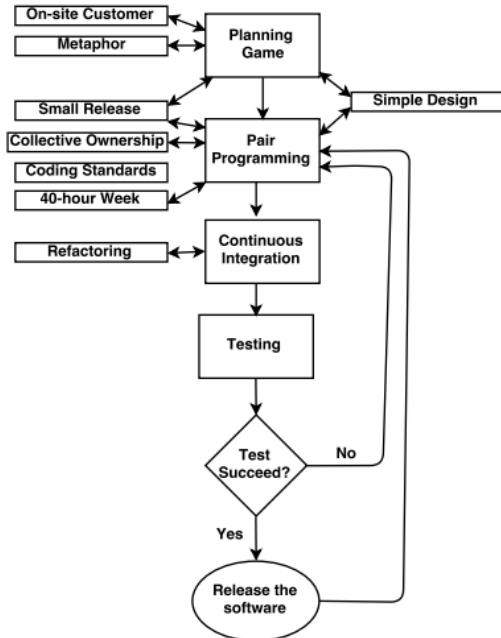 On-site Customer
Metaphor
Planning
Game
Small Release
Simple Design
Collective Ownership
Pair
Programming
Coding Standards
40-hour Week
Refactoring
Continuous
Integration
Testing
Test
Succeed?
No
Yes
Release the
software